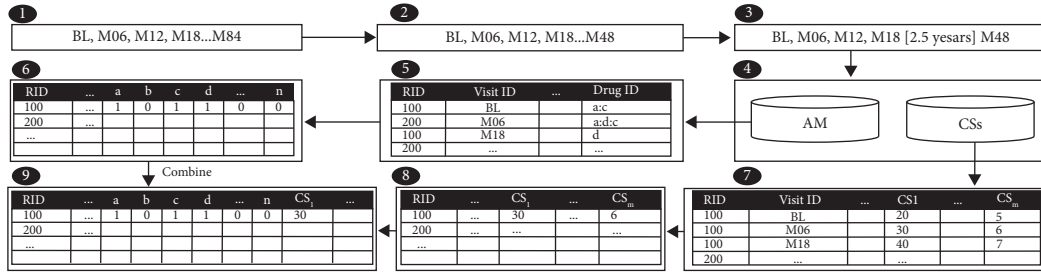 1
BL, M06, M12, M18...M84
2
BL, M06, M12, M18...M48
3
BL, M06, M12, M18 [2.5 yesars] M48
4
AM
CSs
5
RID Visit ID ... Drug ID
100 BL a:c
200 M06 a:d:c
100 M18 d
200 ... ...
6
RID ... a b c d ... n
100 ... 1 0 1 1 0 0
200 ...
...
Combine
7
RID Visit ID ... CS1 ... CSm
100 BL 20 5
100 M06 30 6
100 M18 40 7
200 ... ...
8
RID ... CS1 ... CSm
100 ... 30 ... 6
200 ... ... ...
...
9
RID ... a b c d ... n CS1 ...
100 ... 1 0 1 1 0 0 30
200 ...
...